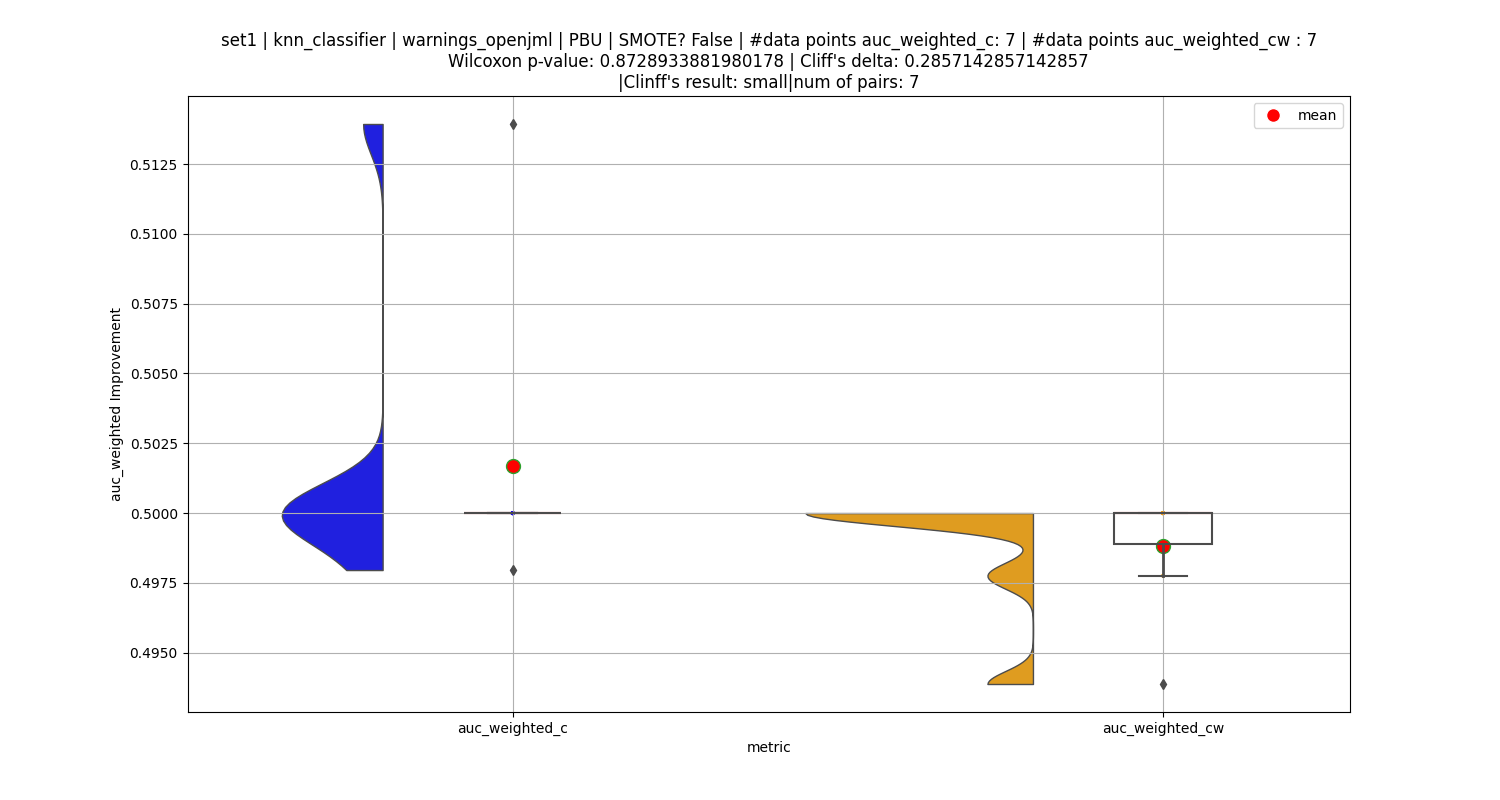 set1 | knn_classifier | warnings_openjml | PBU | SMOTE? False | #data points auc_weighted_c: 7 | #data points auc_weighted_cw : 7
Wilcoxon p-value: 0.8728933881980178 | Cliff's delta: 0.2857142857142857
|Clinff's result: small|num of pairs: 7
mean
0.5125
0.5100
0.5075
0.5050
0.5025
0.5000
0.4975
0.4950
auc_weighted Improvement
auc_weighted_c
auc_weighted_cw
metric